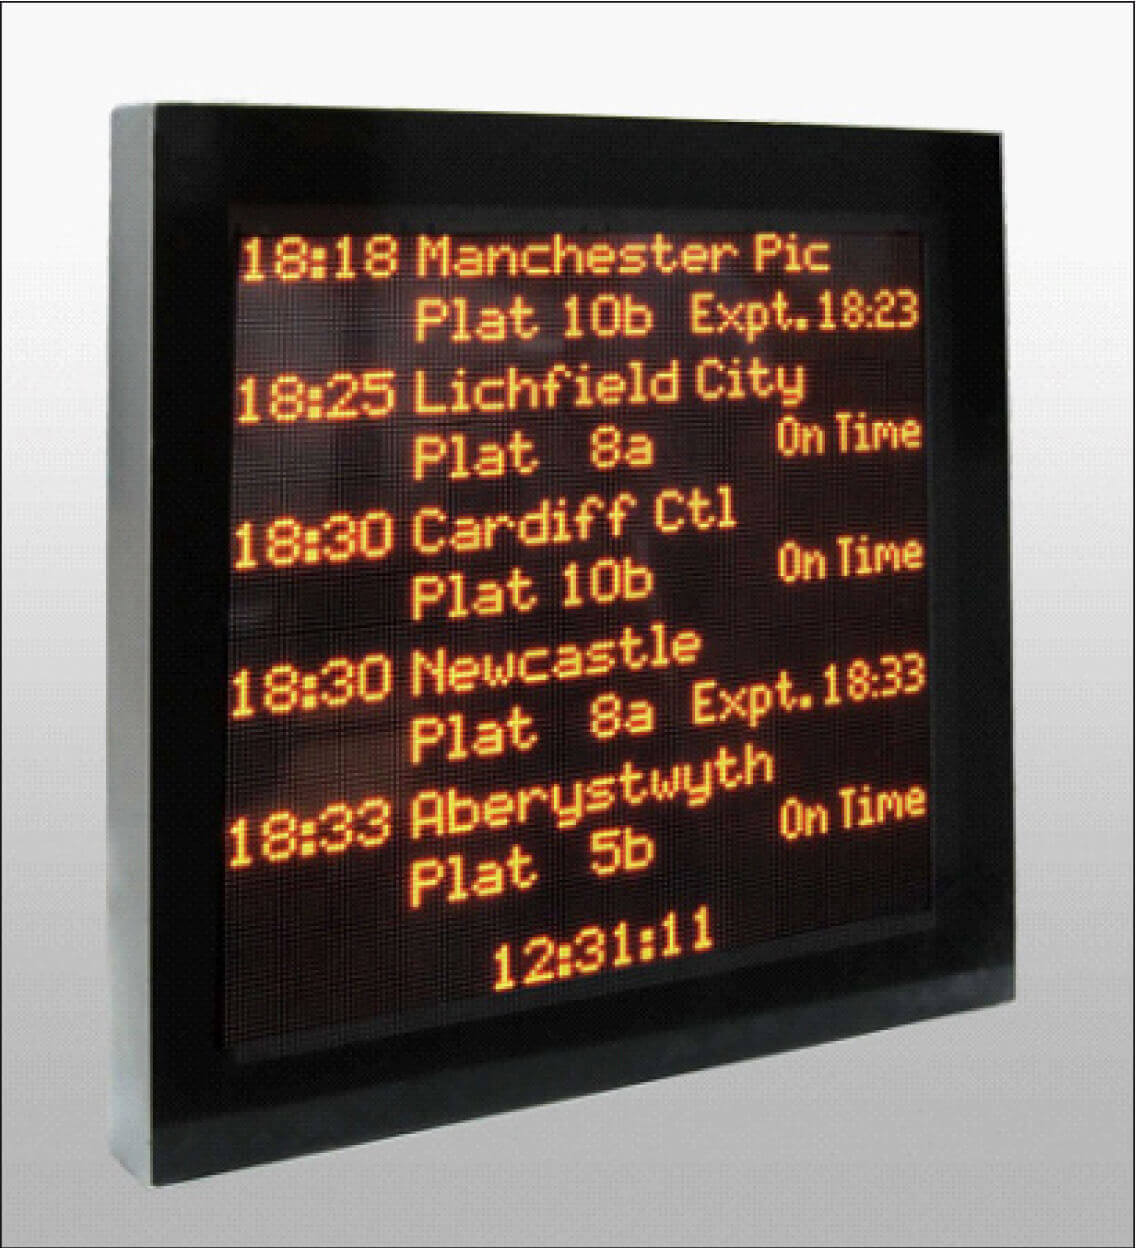 18:18 Manchester Pic
Plat 10b Expt.18:23
18:25 Lichfield City
Plat 8a On Time
18:30 Cardiff Ctl
Plat 10b On Time
18:30 Newcastle
Plat 8a Expt.18:33
18:33 Aberystwyth
Plat 5b On Time
12:31:11